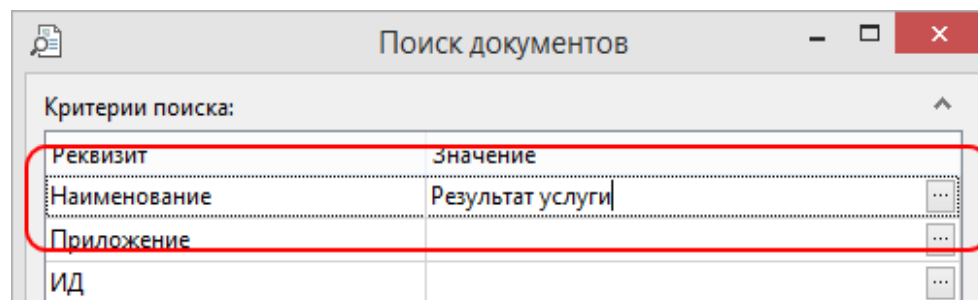 Поиск документов
Критерии поиска:
Реквизит Значение
Наименование Результат услуги
Приложение
ИД